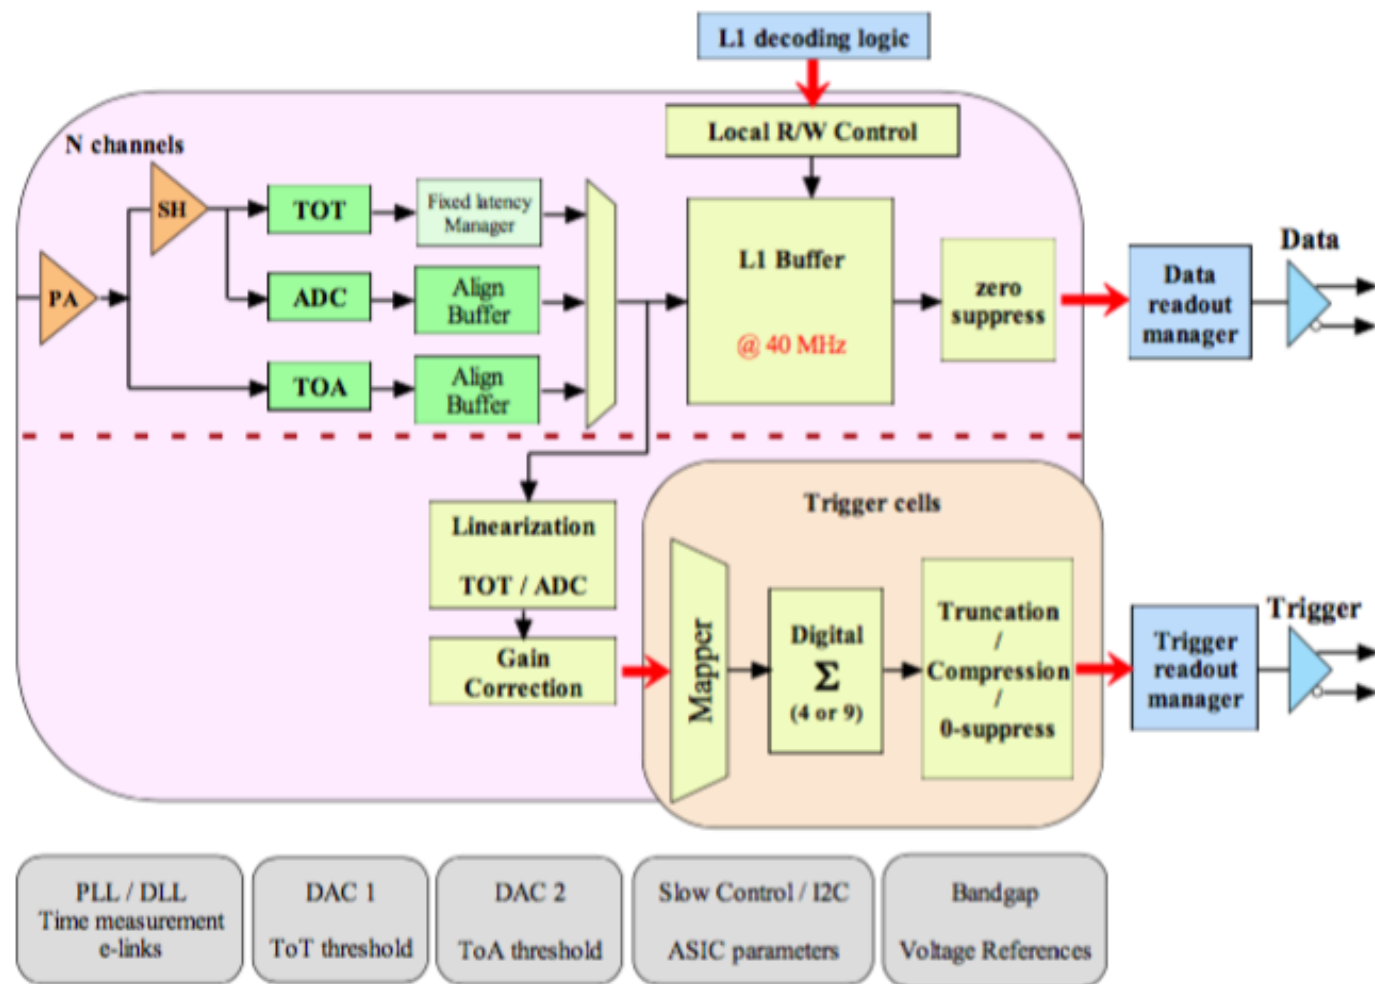 L1 decoding logic
Local R/W Control
N channels
SH
PA
TOT
Fixed latency
Manager
ADC
Align
Buffer
TOA
Align
Buffer
L1 Buffer
@ 40 MHz
zero
suppress
Data
readout
manager
Data
Linearization
TOT / ADC
Gain
Correction
Trigger cells
Mapper
Digital
Σ
(4 or 9)
Truncation
/
Compression
/
0-suppress
Trigger
readout
manager
Trigger
PLL / DLL
Time measurement
e-links
DAC 1
ToT threshold
DAC 2
ToA threshold
Slow Control / I2C
ASIC parameters
Bandgap
Voltage References